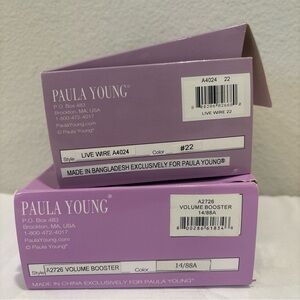 PAULA YOUNG®
P.O. Box 483
Brockton, MA, USA
1-800-472-4017
PaulaYoung.com
© Paula Young®
A4024 22
LIVE WIRE 22
Style LIVE WIRE A4024 Color #22
MADE IN BANGLADESH EXCLUSIVELY FOR PAULA YOUNG®
PAULA YOUNG®
P.O. Box 483
Brockton, MA, USA
1-800-472-4017
PaulaYoung.com
© Paula Young®
A2726
VOLUME BOOSTER
14/88A
Style A2726 VOLUME BOOSTER Color 14/88A
MADE IN CHINA EXCLUSIVELY FOR PAULA YOUNG®